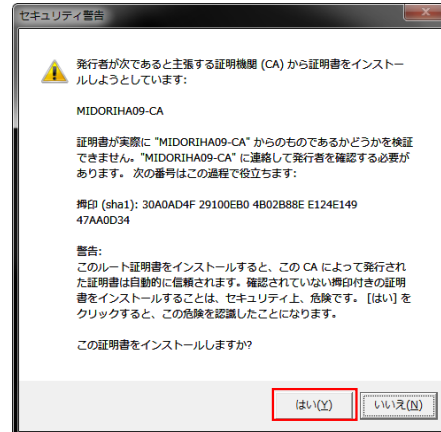 セキュリティ警告
発行者が次であると主張する証明機関 (CA) から証明書をインストー
ルしようとしています:
MIDORIHA09-CA
証明書が実際に "MIDORIHA09-CA" からのものであるかどうかを検証
できません。"MIDORIHA09-CA" に連絡して発行者を確認する必要が
あります。 次の番号はこの過程で役立ちます:
拇印 (sha1): 30A0AD4F 29100EB0 4B02B88E E124E149
47AA0D34
警告:
このルート証明書をインストールすると、この CA によって発行され
た証明書は自動的に信頼されます。確認されていない拇印付きの証明
書をインストールすることは、セキュリティ上、危険です。 [はい] を
クリックすると、この危険を認識したことになります。
この証明書をインストールしますか?
はい(Y) いいえ(N)